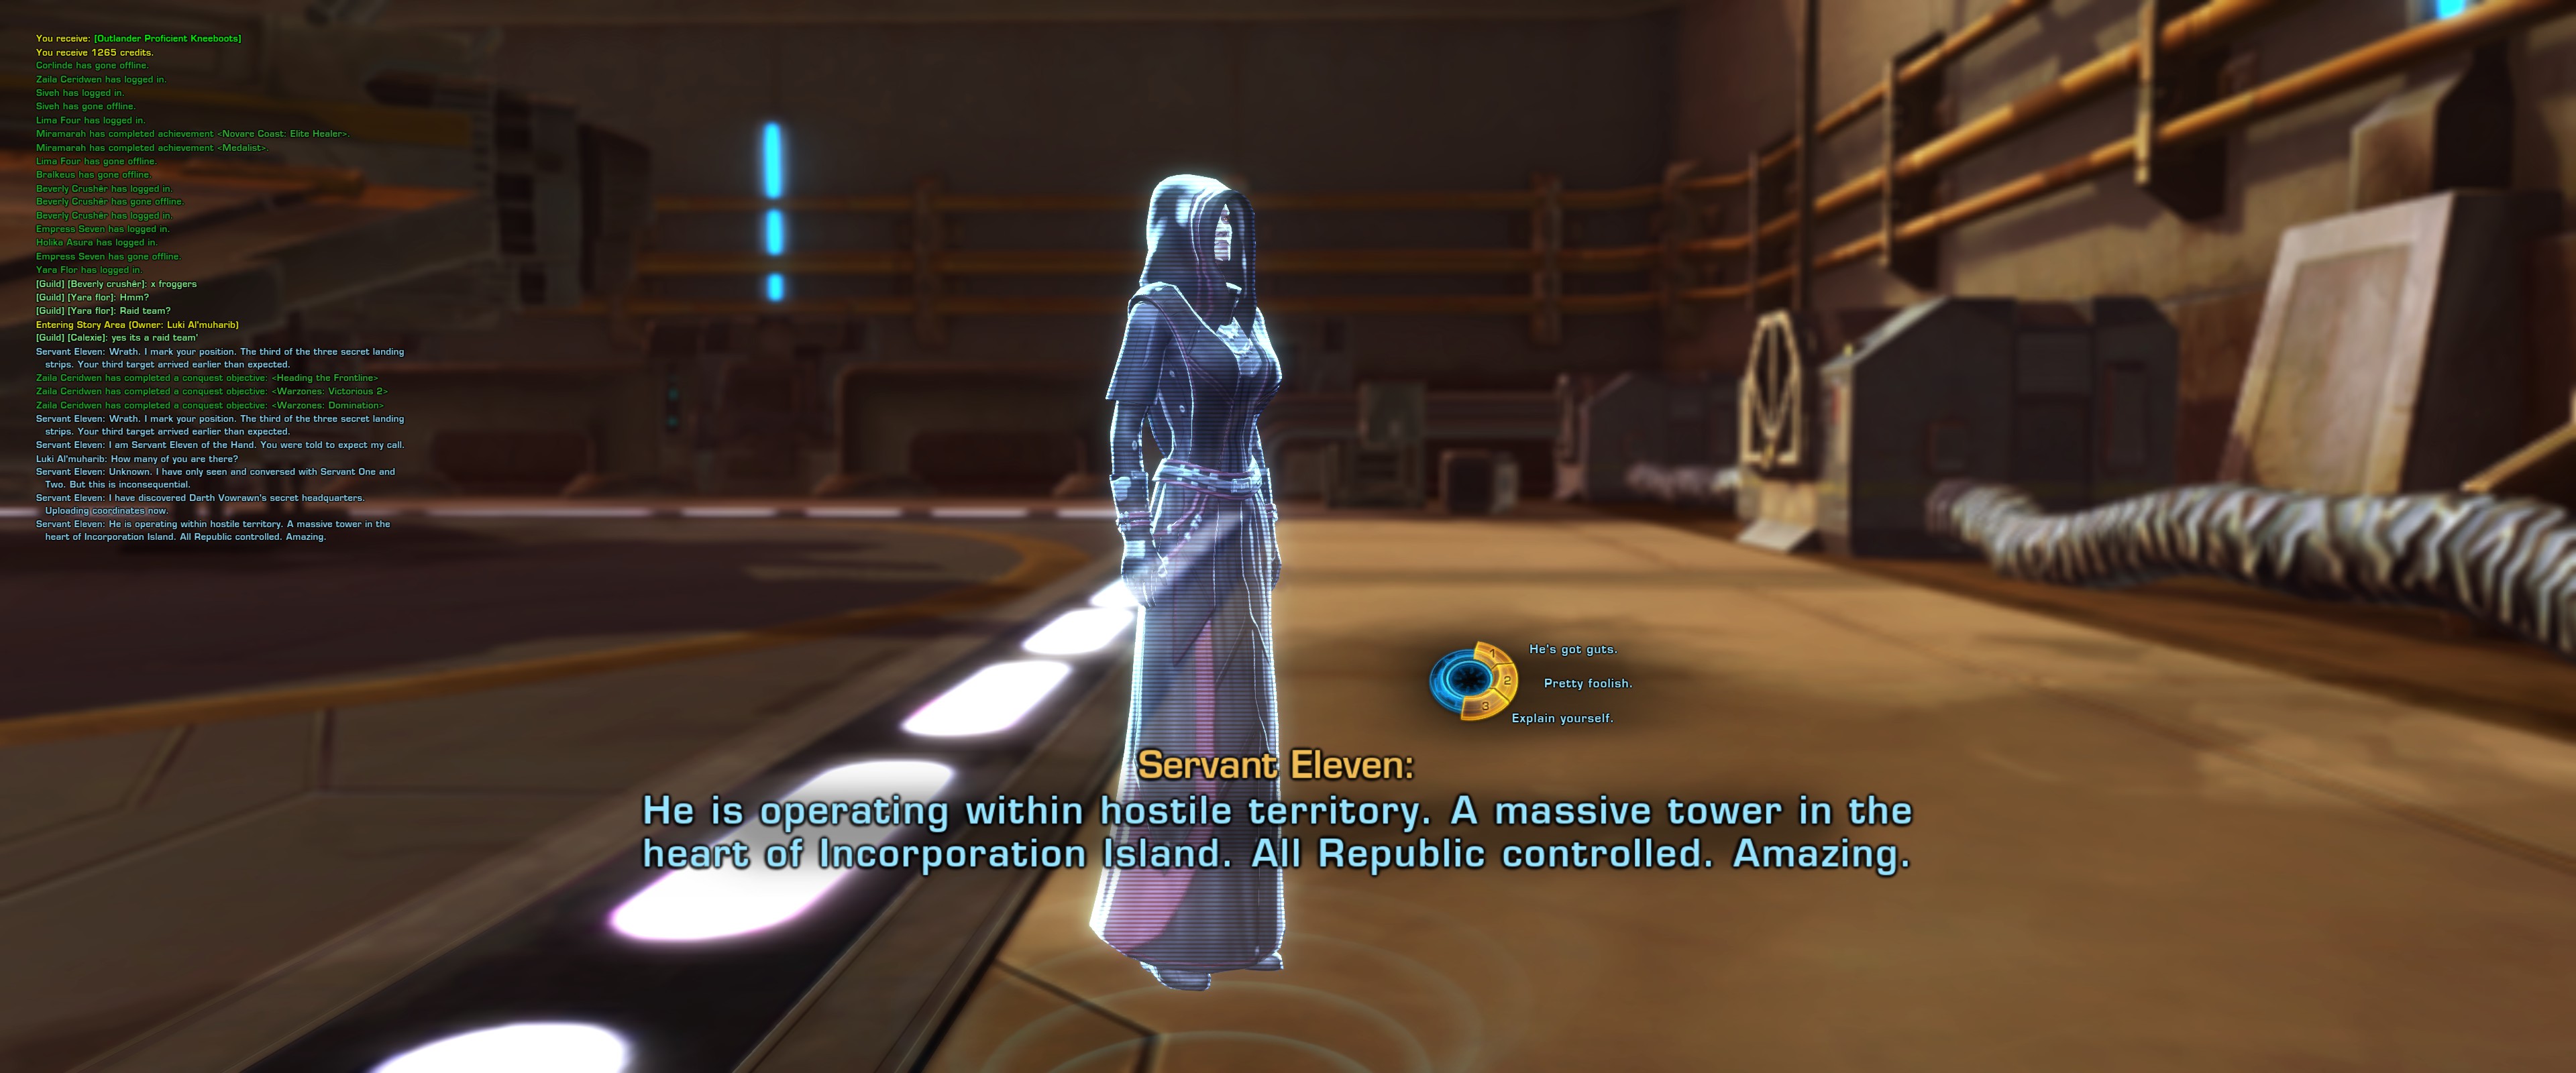 You receive: [Outlander Proficient Kneeboots]
You receive 1265 credits.
Corlinde has gone offline.
Zaila Ceridwen has logged in.
Siveh has logged in.
Siveh has gone offline.
Lima Four has logged in.
Miramarah has completed achievement <Novare Coast: Elite Healer>.
Miramarah has completed achievement <Medalist>.
Lima Four has gone offline.
Bralkeus has gone offline.
Beverly Crushêr has logged in.
Beverly Crushêr has gone offline.
Beverly Crushêr has logged in.
Empress Seven has logged in.
Holika Asura has logged in.
Empress Seven has gone offline.
Yara Flor has logged in.
[Guild] [Beverly crushêr]: x froggers
[Guild] [Yara flor]: Hmm?
[Guild] [Yara flor]: Raid team?
Entering Story Area (Owner: Luki Al'muharib)
[Guild] [Calexie]: yes its a raid team'
Servant Eleven: Wrath. I mark your position. The third of the three secret landing
strips. Your third target arrived earlier than expected.
Zaila Ceridwen has completed a conquest objective: <Heading the Frontline>
Zaila Ceridwen has completed a conquest objective: <Warzones: Victorious 2>
Zaila Ceridwen has completed a conquest objective: <Warzones: Domination>
Servant Eleven: Wrath. I mark your position. The third of the three secret landing
strips. Your third target arrived earlier than expected.
Servant Eleven: I am Servant Eleven of the Hand. You were told to expect my call.
Luki Al'muharib: How many of you are there?
Servant Eleven: Unknown. I have only seen and conversed with Servant One and
Two. But this is inconsequential.
Servant Eleven: I have discovered Darth Vowrawn's secret headquarters.
Uploading coordinates now.
Servant Eleven: He is operating within hostile territory. A massive tower in the
heart of Incorporation Island. All Republic controlled. Amazing.
1 He's got guts.
2 Pretty foolish.
3 Explain yourself.
Servant Eleven:
He is operating within hostile territory. A massive tower in the
heart of Incorporation Island. All Republic controlled. Amazing.